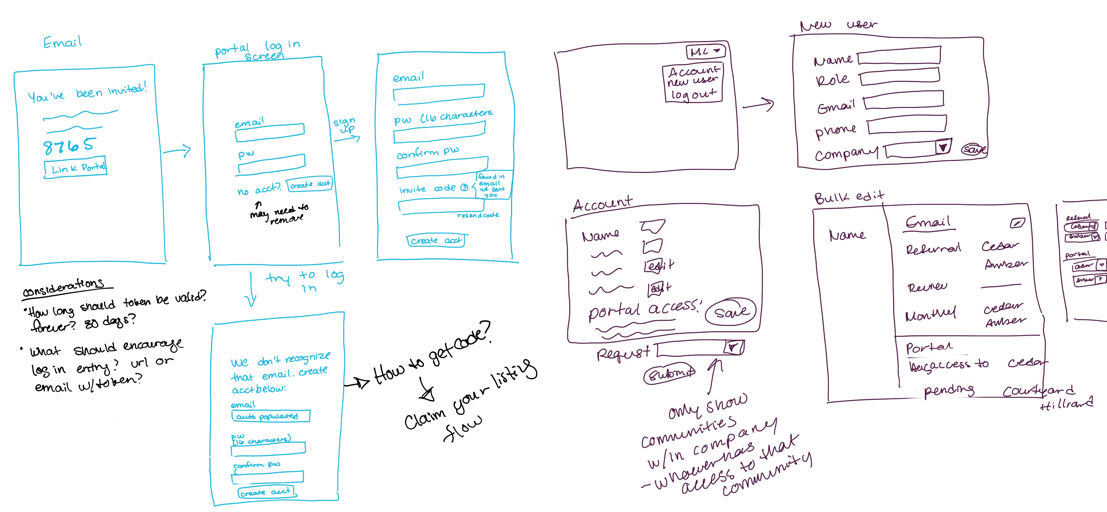 Email
You've been invited!
8765
Link Portal
portal log in
screen
email
pw
no acct? create acct
may need to
remove
sign
up
email
pw (16 characters
confirm pw
invite code ?
found in
email
we sent
you
resend code
create acct
considerations
• How long should token be valid?
forever? 30 days?
• What should encourage
log in entry? url or
email w/token?
try to log
in
We don't recognize
that email. create
acct below:
email
auto populated
pw
(16 characters)
confirm pw
create acct
How to get code?
Claim your listing
flow
ML
Account
new user
log out
New user
Name
Role
Email
phone
Company
save
Account
Name
edit
edit
portal access:
save
Request
submit
only show
communities
w/in company
- whoever has
access to that
community
Bulk edit
Name
Email
Referral Cedar
Amber
Review
Monthly Cedar
Amber
Portal
access to Cedar
pending Courtyard
Hillrand
Referral
portal